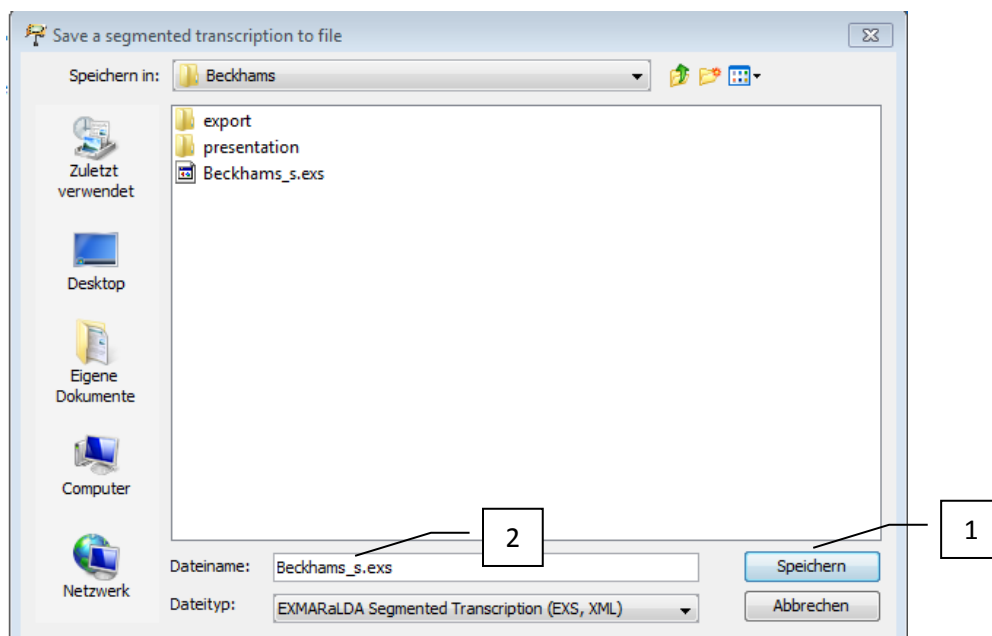 Save a segmented transcription to file
Speichern in: Beckhams
export
presentation
Beckhams_s.exs
Zuletzt
verwendet
Desktop
Eigene
Dokumente
Computer
Netzwerk
2
1
Dateiname: Beckhams_s.exs Speichern
Dateityp: EXMARaLDA Segmented Transcription (EXS, XML) Abbrechen